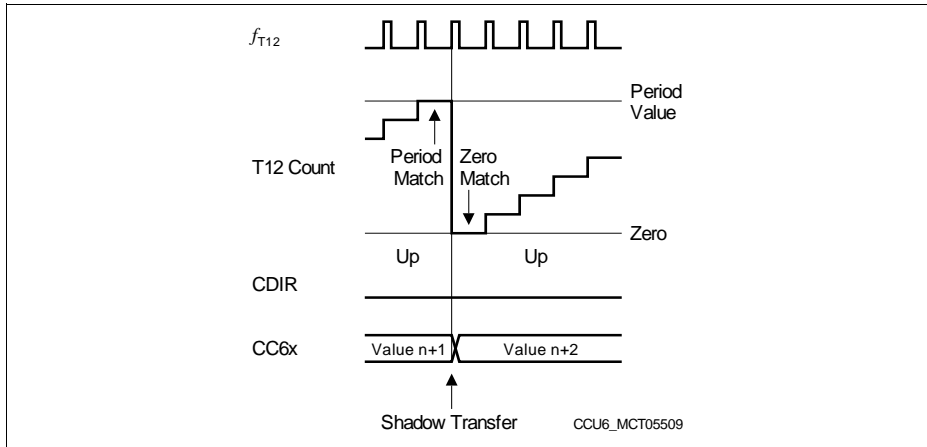 fT12
Period
Value
T12 Count
Period
Match
Zero
Match
Zero
Up
Up
CDIR
CC6x
Value n+1
Value n+2
Shadow Transfer
CCU6_MCT05509